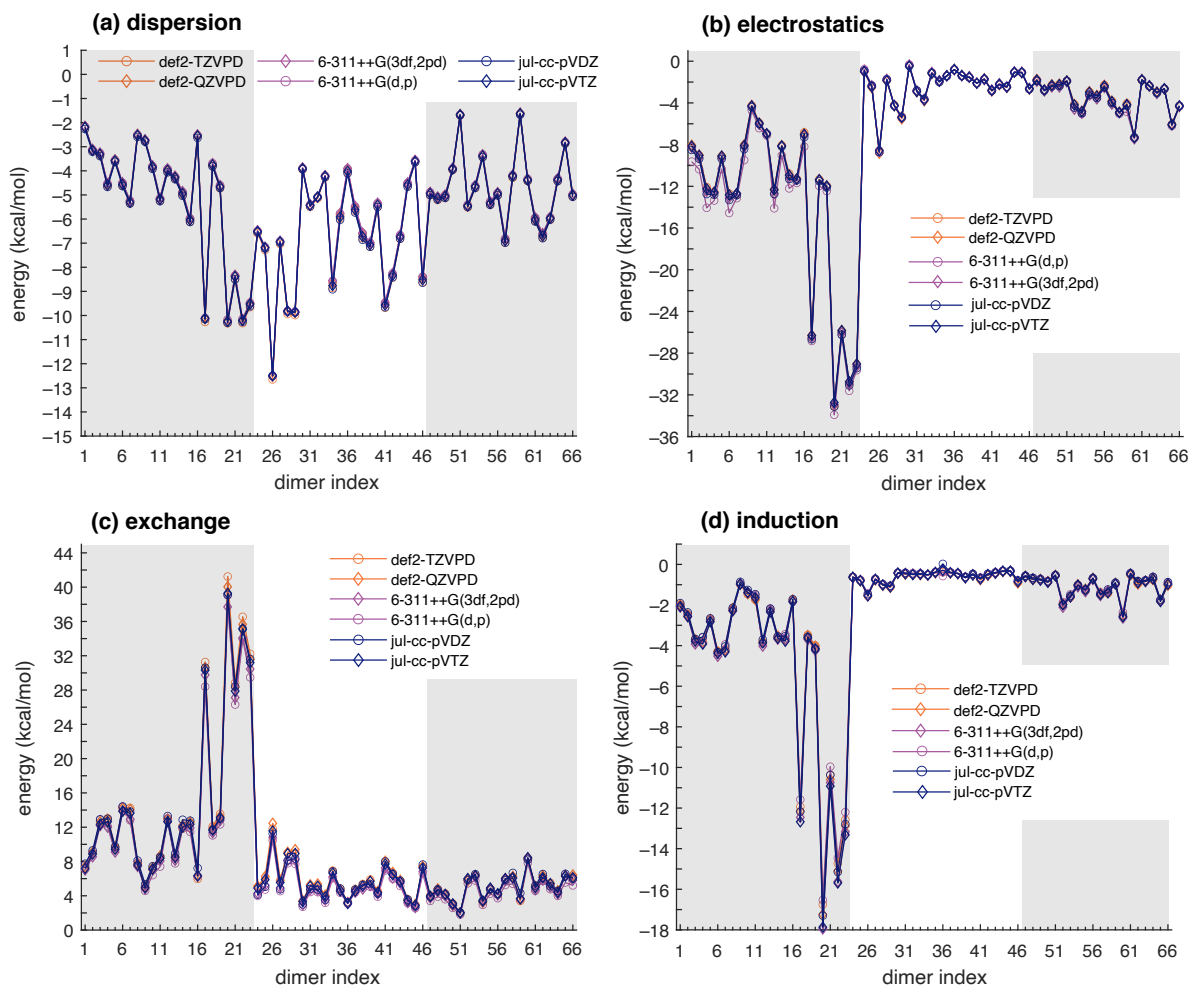 (a) dispersion
def2-TZVPD
def2-QZVPD
6-311++G(3df,2pd)
6-311++G(d,p)
jul-cc-pVDZ
jul-cc-pVTZ
energy (kcal/mol)
1
0
−1
−2
−3
−4
−5
−6
−7
−8
−9
−10
−11
−12
−13
−14
−15
1 6 11 16 21 26 31 36 41 46 51 56 61 66
dimer index
(b) electrostatics
def2-TZVPD
def2-QZVPD
6-311++G(d,p)
6-311++G(3df,2pd)
jul-cc-pVDZ
jul-cc-pVTZ
energy (kcal/mol)
0
−4
−8
−12
−16
−20
−24
−28
−32
−36
1 6 11 16 21 26 31 36 41 46 51 56 61 66
dimer index
(c) exchange
def2-TZVPD
def2-QZVPD
6-311++G(3df,2pd)
6-311++G(d,p)
jul-cc-pVDZ
jul-cc-pVTZ
energy (kcal/mol)
44
40
36
32
28
24
20
16
12
8
4
0
1 6 11 16 21 26 31 36 41 46 51 56 61 66
dimer index
(d) induction
def2-TZVPD
def2-QZVPD
6-311++G(3df,2pd)
6-311++G(d,p)
jul-cc-pVDZ
jul-cc-pVTZ
energy (kcal/mol)
0
−2
−4
−6
−8
−10
−12
−14
−16
−18
1 6 11 16 21 26 31 36 41 46 51 56 61 66
dimer index